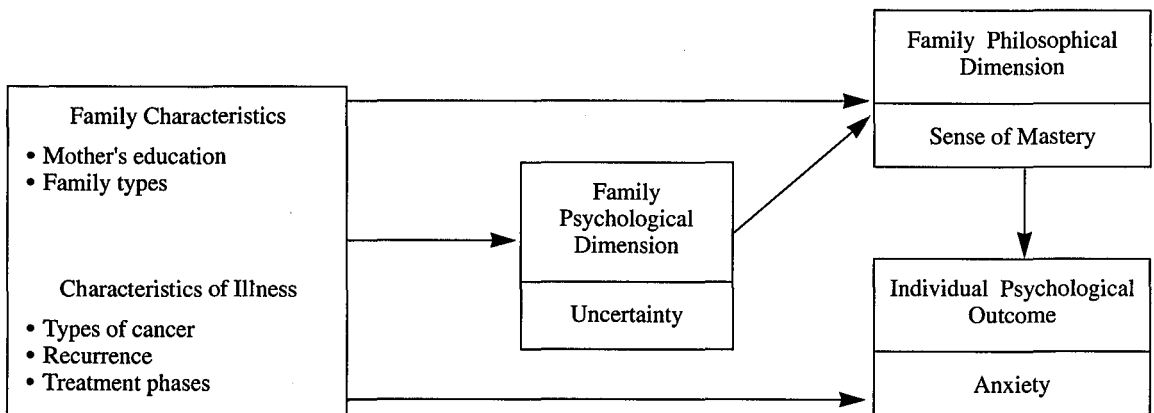 Family Characteristics
• Mother's education
• Family types
Characteristics of Illness
• Types of cancer
• Recurrence
• Treatment phases
Family
Psychological
Dimension
Uncertainty
Family Philosophical
Dimension
Sense of Mastery
Individual Psychological
Outcome
Anxiety